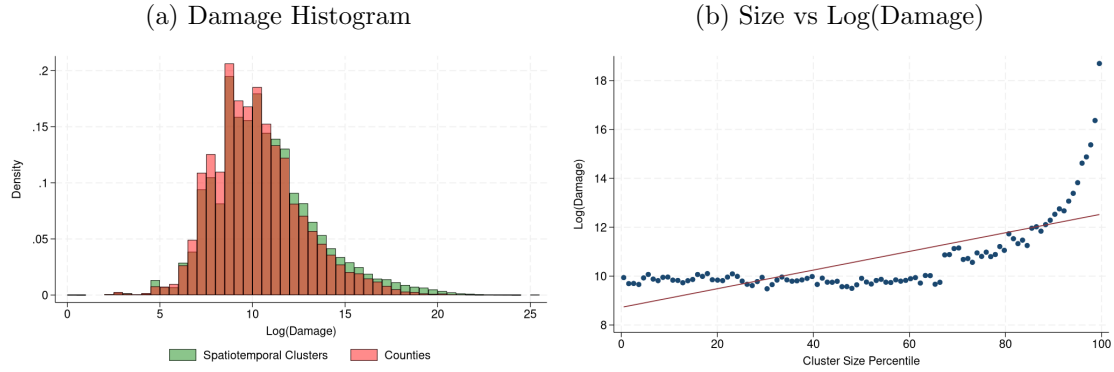 (a) Damage Histogram
.2
.15
.1
.05
0
Density
0 5 10 15 20 25
Log(Damage)
Spatiotemporal Clusters Counties
(b) Size vs Log(Damage)
18
16
14
12
10
8
Log(Damage)
0 20 40 60 80 100
Cluster Size Percentile